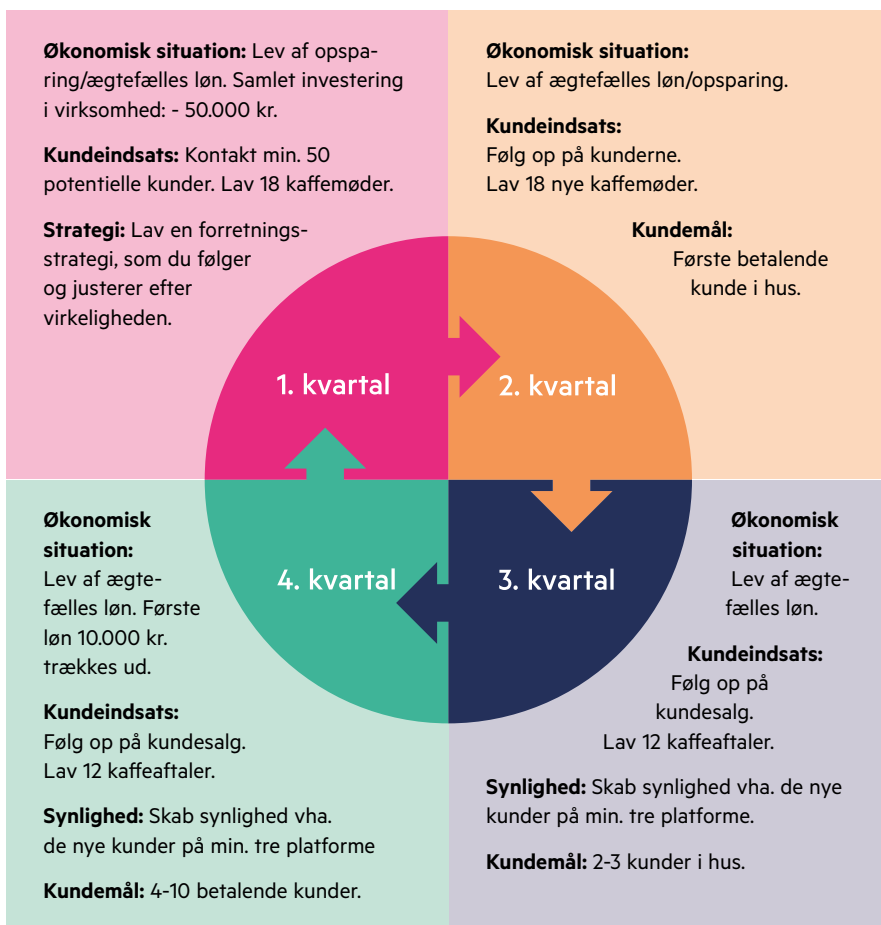 Økonomisk situation: Lev af opspa-
ring/ægtefælles løn. Samlet investering
i virksomhed: - 50.000 kr.
Kundeindsats: Kontakt min. 50
potentielle kunder. Lav 18 kaffemøder.
Strategi: Lav en forretnings-
strategi, som du følger
og justerer efter
virkeligheden.
1. kvartal
Økonomisk situation:
Lev af ægtefælles løn/opsparing.
Kundeindsats:
Følg op på kunderne.
Lav 18 nye kaffemøder.
Kundemål:
Første betalende
kunde i hus.
2. kvartal
Økonomisk
situation:
Lev af ægte-
fælles løn.
Kundeindsats:
Følg op på
kundesalg.
Lav 12 kaffeaftaler.
Synlighed: Skab synlighed vha. de nye
kunder på min. tre platforme.
Kundemål: 2-3 kunder i hus.
3. kvartal
Økonomisk
situation:
Lev af ægte-
fælles løn. Første
løn 10.000 kr.
trækkes ud.
Kundeindsats:
Følg op på kundesalg.
Lav 12 kaffeaftaler.
Synlighed: Skab synlighed vha.
de nye kunder på min. tre platforme
Kundemål: 4-10 betalende kunder.
4. kvartal